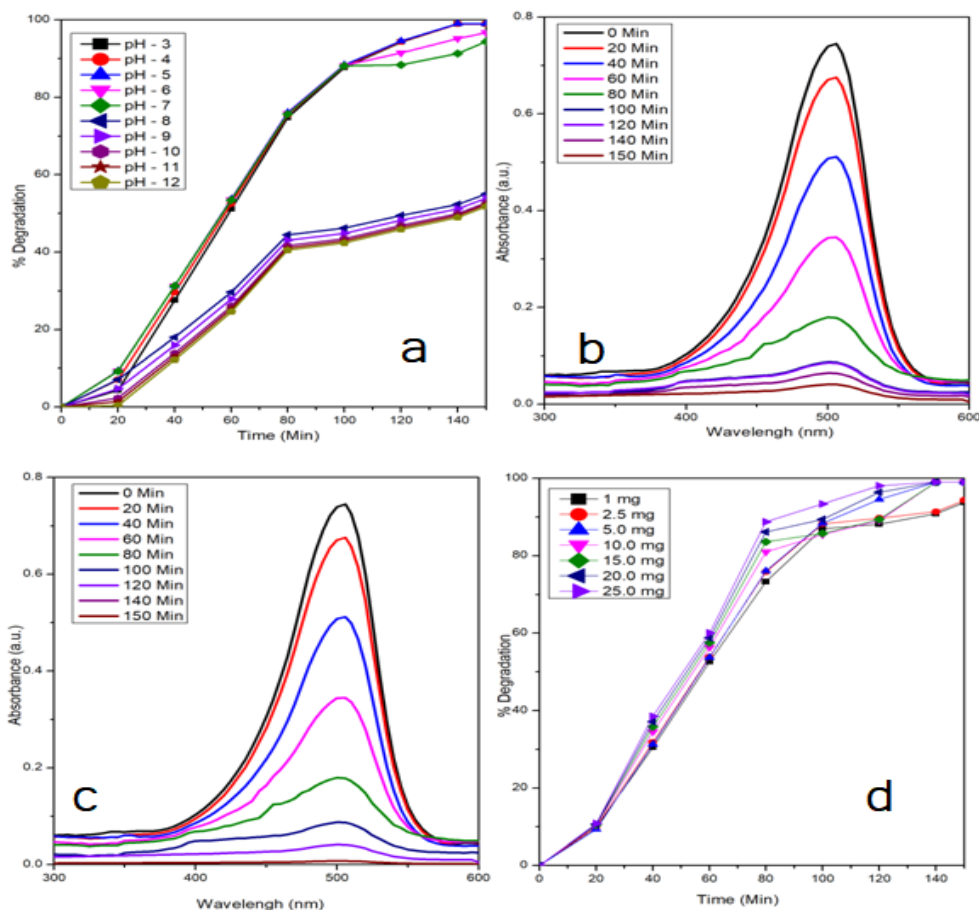 100
80
60
40
20
0
% Degradation
pH - 3
pH - 4
pH - 5
pH - 6
pH - 7
pH - 8
pH - 9
pH - 10
pH - 11
pH - 12
a
0 20 40 60 80 100 120 140
Time (Min)
0.8
0.6
0.4
0.2
0.0
Absorbance (a.u.)
0 Min
20 Min
40 Min
60 Min
80 Min
100 Min
120 Min
140 Min
150 Min
b
300 400 500 600
Wavelengh (nm)
0.8
0.6
0.4
0.2
0.0
Absorbance (a.u.)
0 Min
20 Min
40 Min
60 Min
80 Min
100 Min
120 Min
140 Min
150 Min
c
300 400 500 600
Wavelengh (nm)
100
80
60
40
20
0
% Degradation
1 mg
2.5 mg
5.0 mg
10.0 mg
15.0 mg
20.0 mg
25.0 mg
d
0 20 40 60 80 100 120 140
Time (Min)